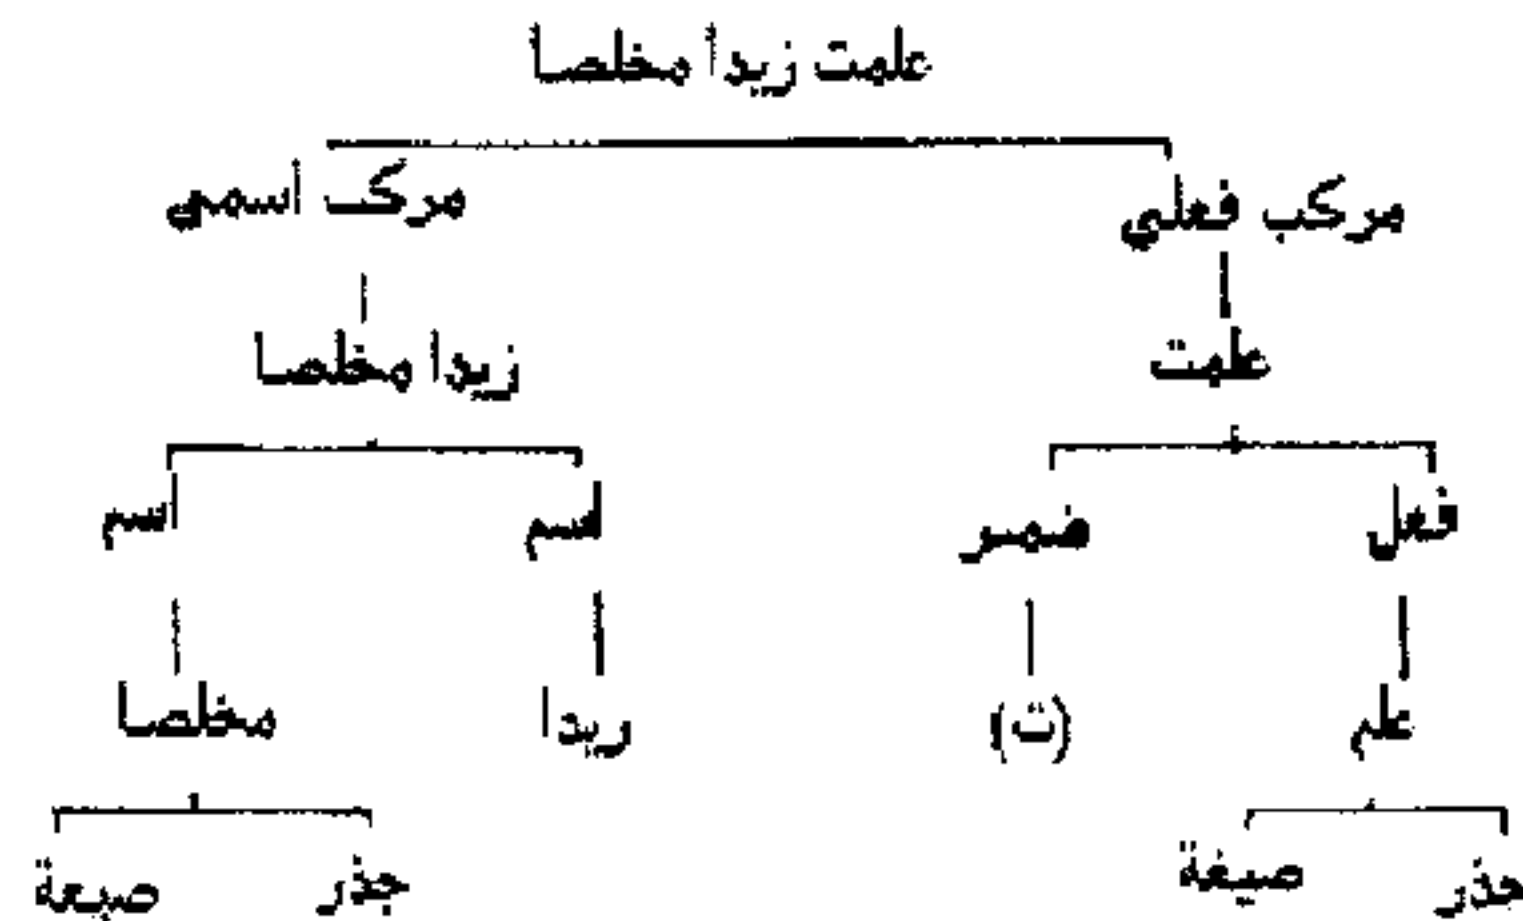 علمت زيدا مخلصا
مركب فعلي مركب اسمي
علمت زيدا مخلصا
فعل ضمير اسم اسم
علم (ت) زيدا مخلصا
جذر صيغة جذر صيغة